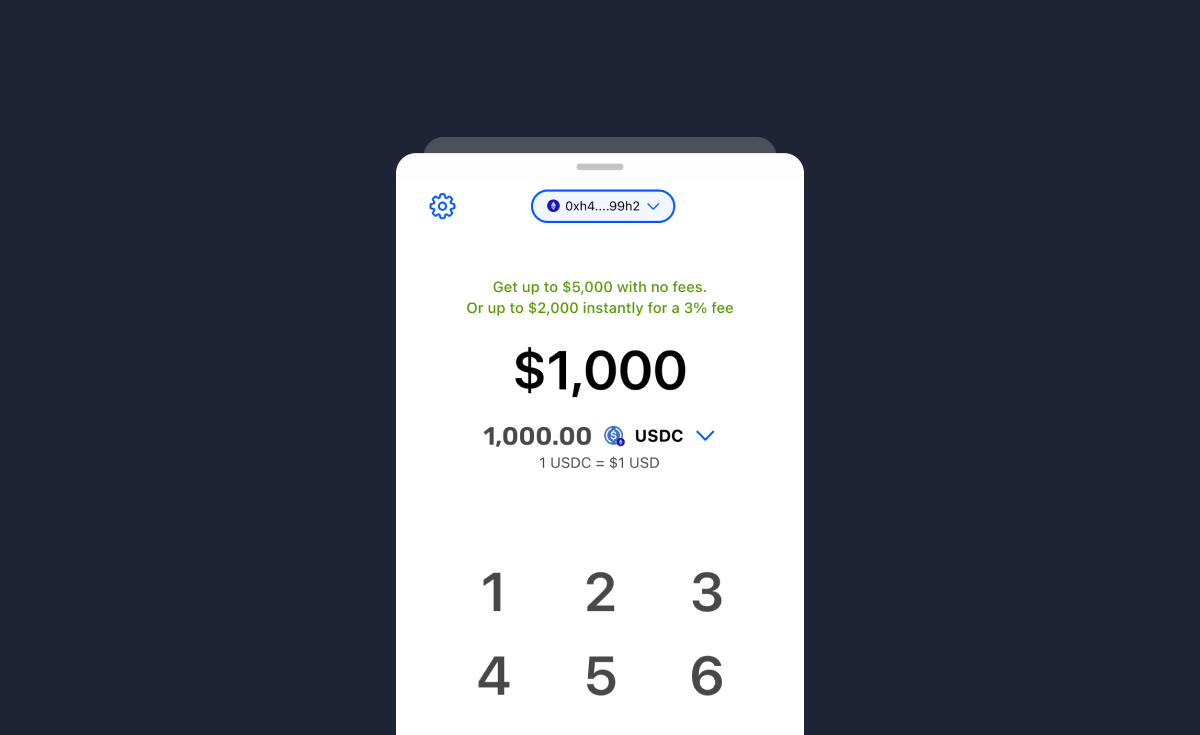 0xh4....99h2
Get up to $5,000 with no fees.
Or up to $2,000 instantly for a 3% fee
$1,000
1,000.00 USDC
1 USDC = $1 USD
1 2 3
4 5 6